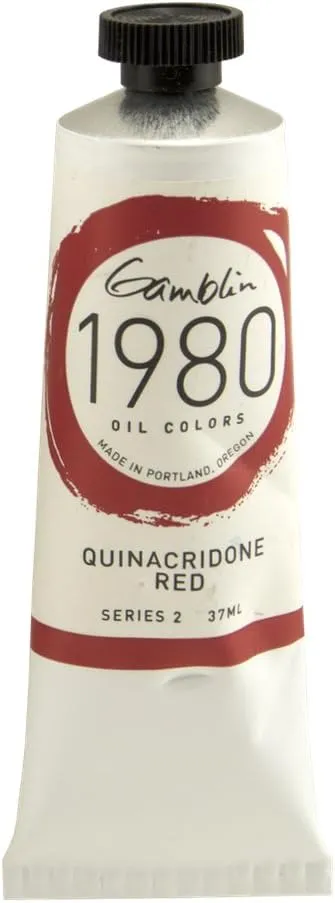 Gamblin
1980
OIL COLORS
MADE IN PORTLAND, OREGON
QUINACRIDONE
RED
SERIES 2 37ML